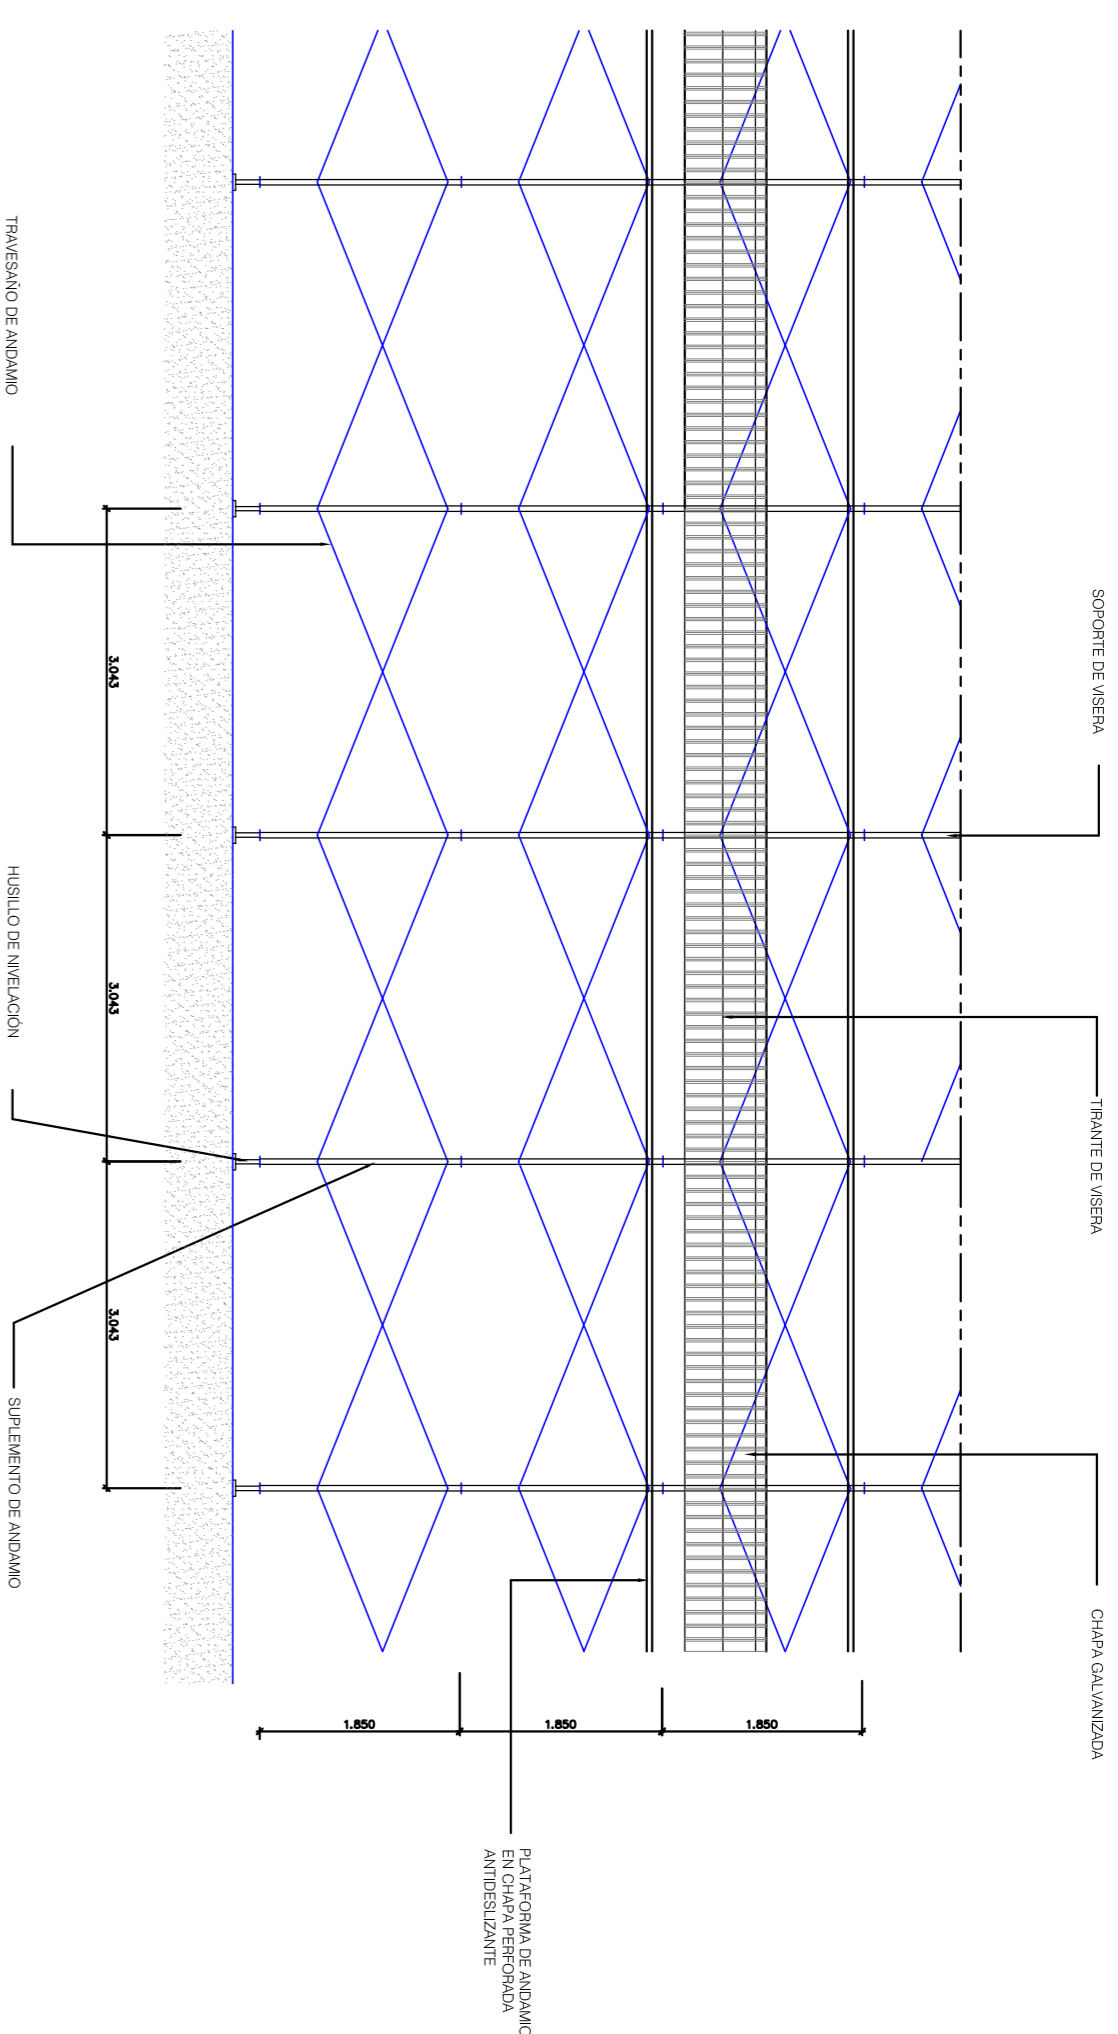 SOPORTE DE VISERA
TIRANTE DE VISERA
CHAPA GALVANIZADA
1.850
1.850
1.850
PLATAFORMA DE ANDAMIO
EN CHAPA PERFORADA
ANTIDESLIZANTE
3.043
3.043
3.043
TRAVESAÑO DE ANDAMIO
HUSILLO DE NIVELACIÓN
SUPLEMENTO DE ANDAMIO